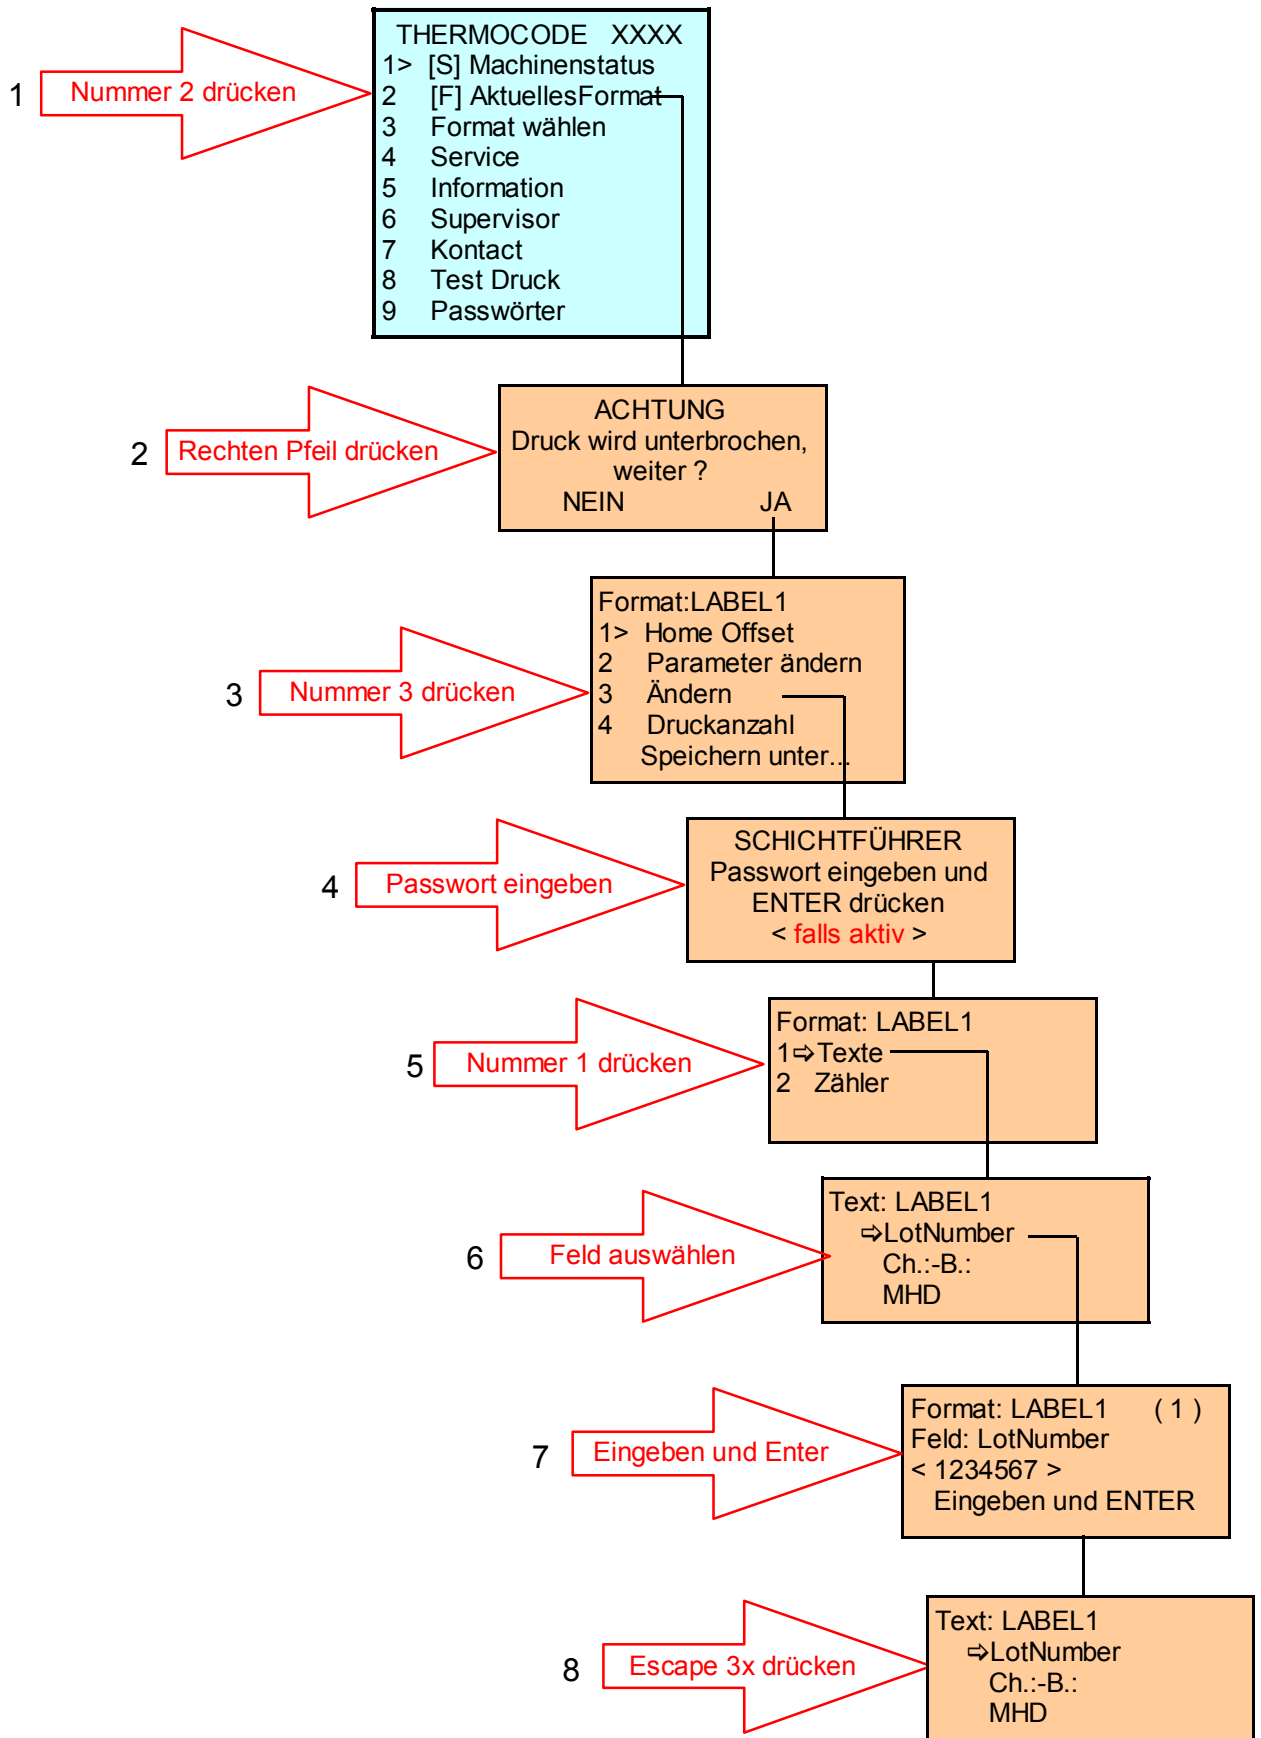 THERMOCODE XXXX
1> [S] Machinenstatus
1 Nummer 2 drücken
2 [F] AktuellesFormat
3 Format wählen
4 Service
5 Information
6 Supervisor
7 Kontact
8 Test Druck
9 Passwörter
ACHTUNG
2 Rechten Pfeil drücken
Druck wird unterbrochen,
weiter ?
NEIN JA
Format:LABEL1
1> Home Offset
2 Parameter ändern
3 Nummer 3 drücken
3 Ändern
4 Druckanzahl
Speichern unter...
SCHICHTFÜHRER
Passwort eingeben und
4 Passwort eingeben
ENTER drücken
< falls aktiv >
Format: LABEL1
5 Nummer 1 drücken
1⇨Texte
2 Zähler
Text: LABEL1
⇨LotNumber
6 Feld auswählen
Ch.:-B.:
MHD
Format: LABEL1 ( 1 )
Feld: LotNumber
7 Eingeben und Enter
< 1234567 >
Eingeben und ENTER
Text: LABEL1
⇨LotNumber
8 Escape 3x drücken
Ch.:-B.:
MHD